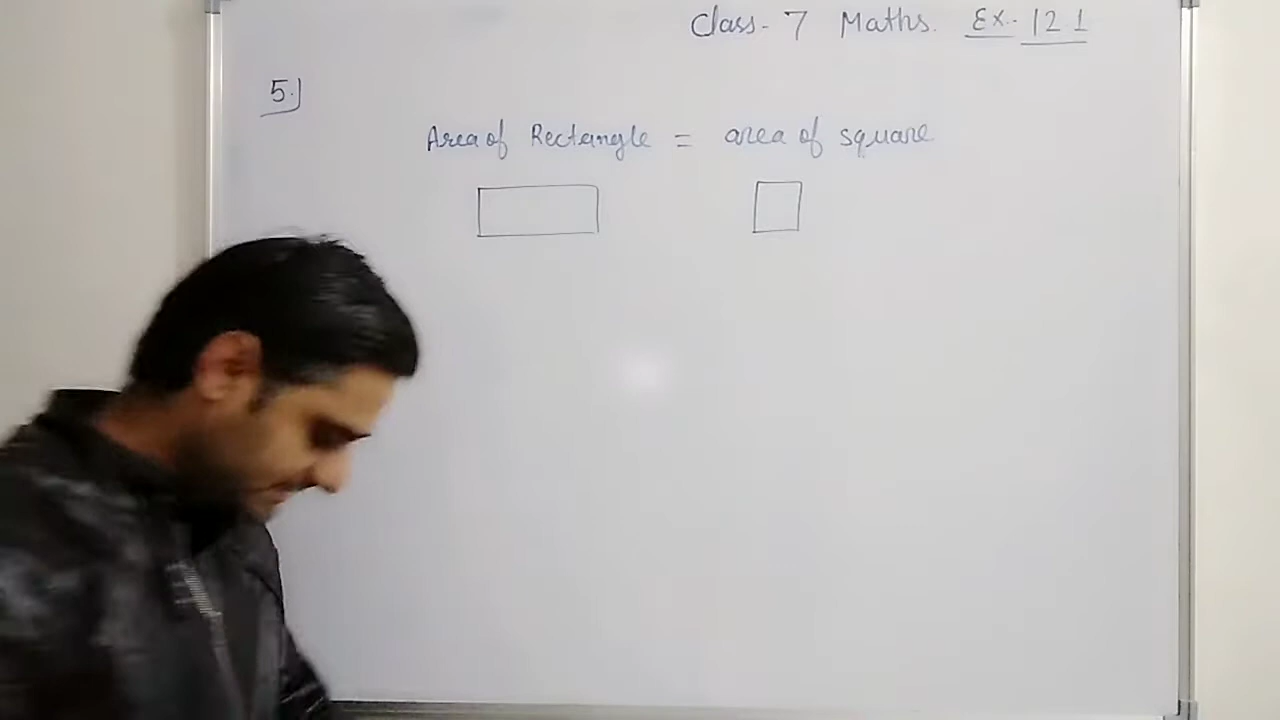 Class- 7 Maths. Ex.- 12 1
5.)
Area of Rectangle = area of square